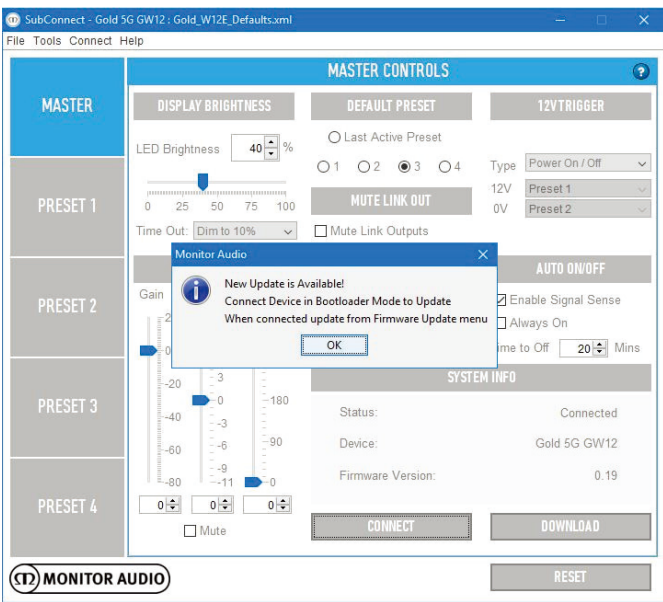 SubConnect - Gold 5G GW12 : Gold_W12E_Defaults.xml
File Tools Connect Help
MASTER
PRESET 1
PRESET 2
PRESET 3
PRESET 4
MASTER CONTROLS
?
DISPLAY BRIGHTNESS
LED Brightness 40 %
0 25 50 75 100
Time Out: Dim to 10%
DEFAULT PRESET
Last Active Preset
1 2 3 4
MUTE LINK OUT
Mute Link Outputs
12V TRIGGER
Type Power On / Off
12V Preset 1
0V Preset 2
Monitor Audio
New Update is Available!
Connect Device in Bootloader Mode to Update
When connected update from Firmware Update menu
OK
Gain
2
0
-20 3
0 -180
-40 -3
-6 -90
-60
-9
-80 -11 0
0 0 0
Mute
AUTO ON/OFF
Enable Signal Sense
Always On
ime to Off 20 Mins
SYSTEM INFO
Status: Connected
Device: Gold 5G GW12
Firmware Version: 0.19
CONNECT
DOWNLOAD
MONITOR AUDIO
RESET